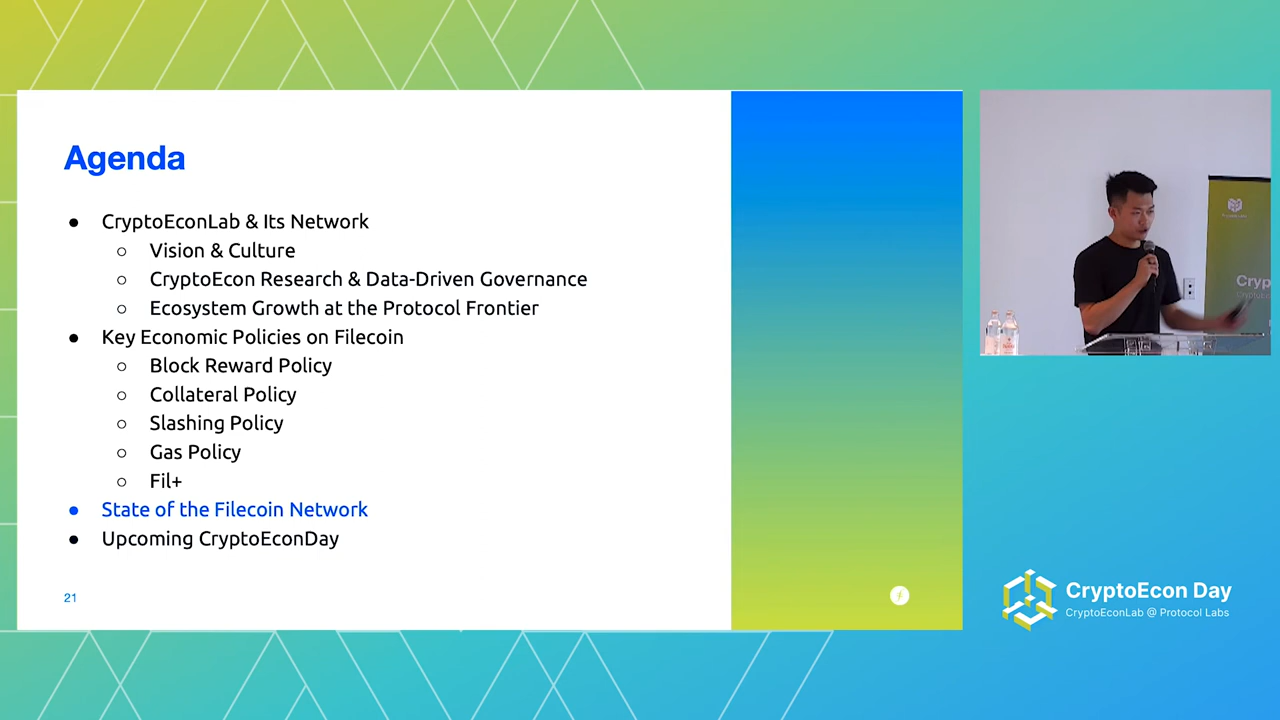 Agenda
● CryptoEconLab & Its Network
○ Vision & Culture
○ CryptoEcon Research & Data-Driven Governance
○ Ecosystem Growth at the Protocol Frontier
● Key Economic Policies on Filecoin
○ Block Reward Policy
○ Collateral Policy
○ Slashing Policy
○ Gas Policy
○ Fil+
● State of the Filecoin Network
● Upcoming CryptoEconDay
21
Cryp
CryptoEcon Day
CryptoEconLab @ Protocol Labs